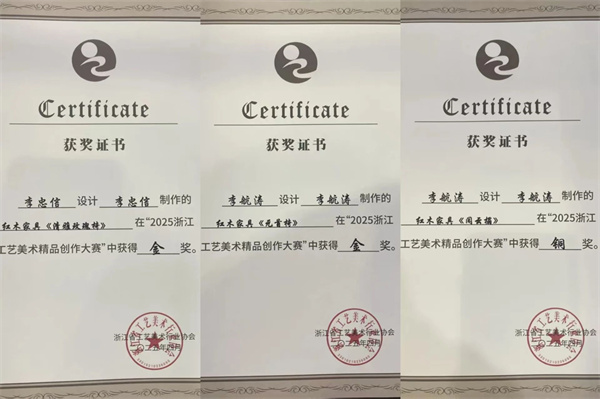 Certificate
获奖证书
李忠信 设计 李忠信 制作的
红木家具《清雅玫瑰椅》 在“2025浙江
工艺美术精品创作大赛”中获得 金 奖。
浙江省工艺美术行业协会
Certificate
获奖证书
李航涛 设计 李航涛 制作的
红木家具《元首椅》 在“2025浙江
工艺美术精品创作大赛”中获得 金 奖。
浙江省工艺美术行业协会
Certificate
获奖证书
李航涛 设计 李航涛 制作的
红木家具 在“2025浙江
工艺美术精品创作大赛”中获得 铜 奖。
浙江省工艺美术行业协会